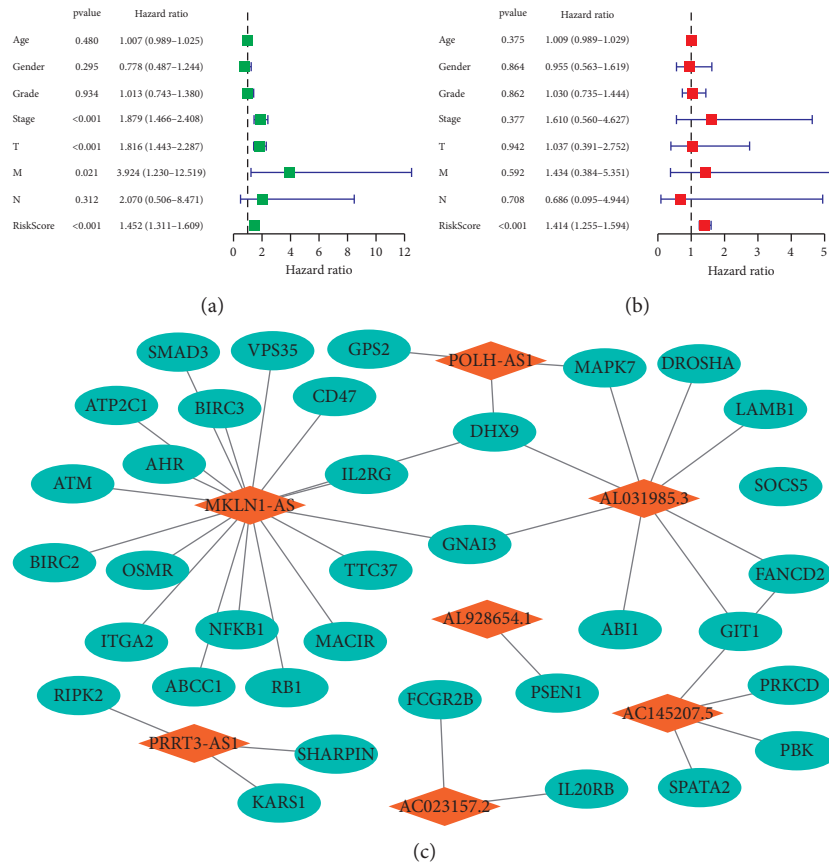 pvalue Hazard ratio
Age 0.480 1.007 (0.989–1.025)
Gender 0.295 0.778 (0.487–1.244)
Grade 0.934 1.013 (0.743–1.380)
Stage <0.001 1.879 (1.466–2.408)
T <0.001 1.816 (1.443–2.287)
M 0.021 3.924 (1.230–12.519)
N 0.312 2.070 (0.506–8.471)
RiskScore <0.001 1.452 (1.311–1.609)
0 2 4 6 8 10 12
Hazard ratio
(a)
pvalue Hazard ratio
Age 0.375 1.009 (0.989–1.029)
Gender 0.864 0.955 (0.563–1.619)
Grade 0.862 1.030 (0.735–1.444)
Stage 0.377 1.610 (0.560–4.627)
T 0.942 1.037 (0.391–2.752)
M 0.592 1.434 (0.384–5.351)
N 0.708 0.686 (0.095–4.944)
RiskScore <0.001 1.414 (1.255–1.594)
0 1 2 3 4 5
Hazard ratio
(b)
SMAD3
VPS35
GPS2
POLH-AS1
MAPK7
DROSHA
ATP2C1
BIRC3
CD47
LAMB1
DHX9
AHR
IL2RG
ATM
MKLN1-AS
AL031985.3
SOCS5
GNAI3
BIRC2
OSMR
TTC37
FANCD2
AL928654.1
ITGA2
NFKB1
MACIR
ABI1
GIT1
RIPK2
ABCC1
RB1
FCGR2B
PSEN1
PRKCD
AC145207.5
PRRT3-AS1
SHARPIN
PBK
KARS1
AC023157.2
IL20RB
SPATA2
(c)